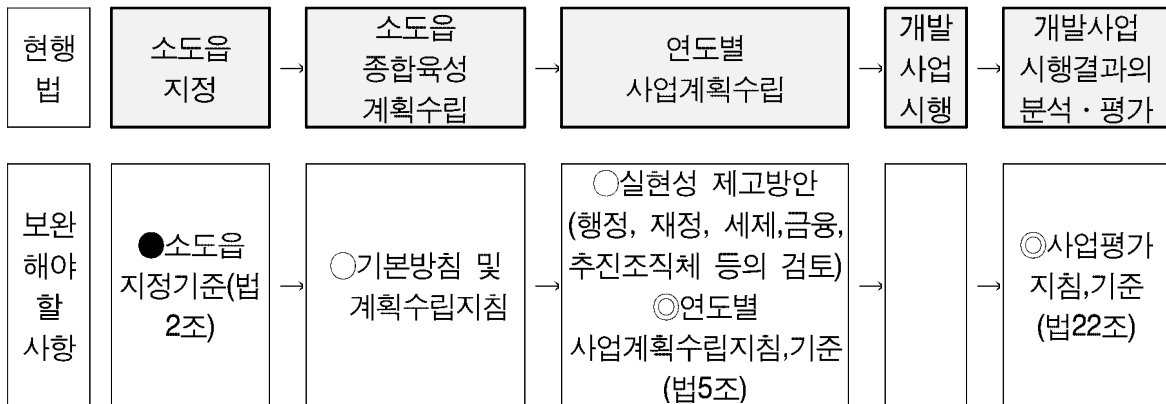 현행
법
소도읍
지정
→
소도읍
종합육성
계획수립
→
연도별
사업계획수립
→
개발
사업
시행
→
개발사업
시행결과의
분석·평가
보완
해야
할
사항
●소도읍
지정기준(법
2조)
→
○기본방침 및
계획수립지침
→
○실현성 제고방안
(행정, 재정, 세제,금융,
추진조직체 등의 검토)
◎연도별
사업계획수립지침,기준
(법5조)
→
→
◎사업평가
지침,기준
(법22조)